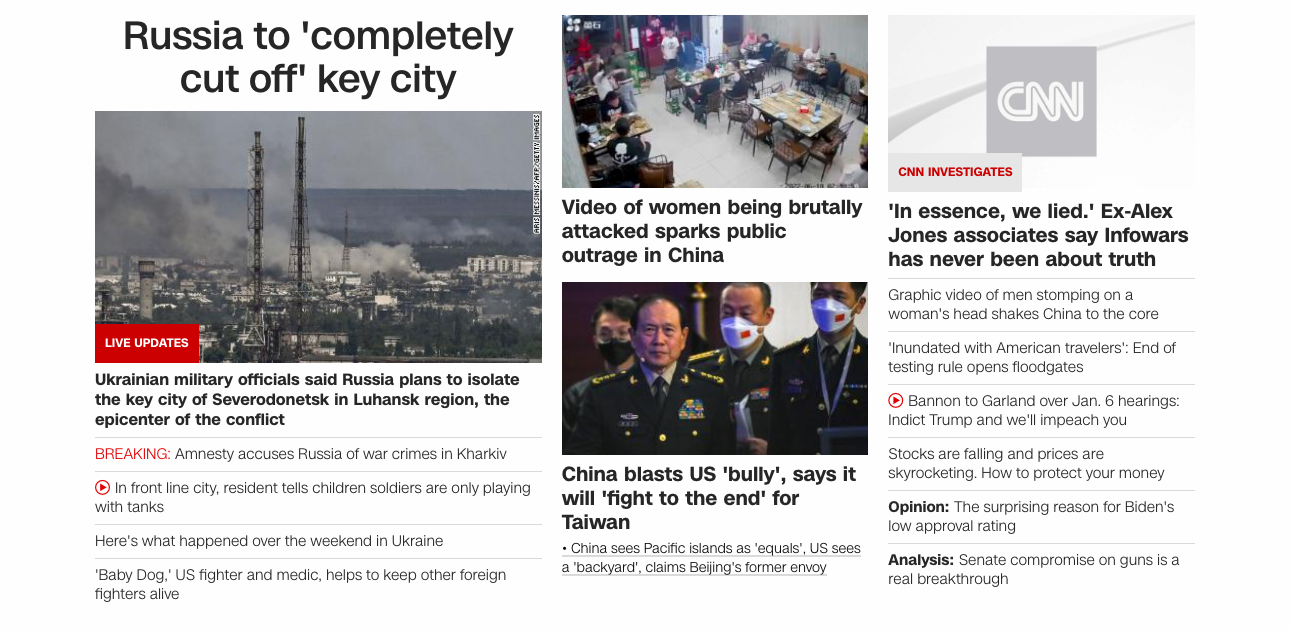 Russia to 'completely
cut off' key city
ARIS MESSINIS/AFP/GETTY IMAGES
LIVE UPDATES
Ukrainian military officials said Russia plans to isolate
the key city of Severodonetsk in Luhansk region, the
epicenter of the conflict
BREAKING: Amnesty accuses Russia of war crimes in Kharkiv
In front line city, resident tells children soldiers are only playing
with tanks
Here's what happened over the weekend in Ukraine
'Baby Dog,' US fighter and medic, helps to keep other foreign
fighters alive
Video of women being brutally
attacked sparks public
outrage in China
China blasts US 'bully', says it
will 'fight to the end' for
Taiwan
• China sees Pacific islands as 'equals', US sees
a 'backyard', claims Beijing's former envoy
CNN
CNN INVESTIGATES
'In essence, we lied.' Ex-Alex
Jones associates say Infowars
has never been about truth
Graphic video of men stomping on a
woman's head shakes China to the core
'Inundated with American travelers': End of
testing rule opens floodgates
Bannon to Garland over Jan. 6 hearings:
Indict Trump and we'll impeach you
Stocks are falling and prices are
skyrocketing. How to protect your money
Opinion: The surprising reason for Biden's
low approval rating
Analysis: Senate compromise on guns is a
real breakthrough